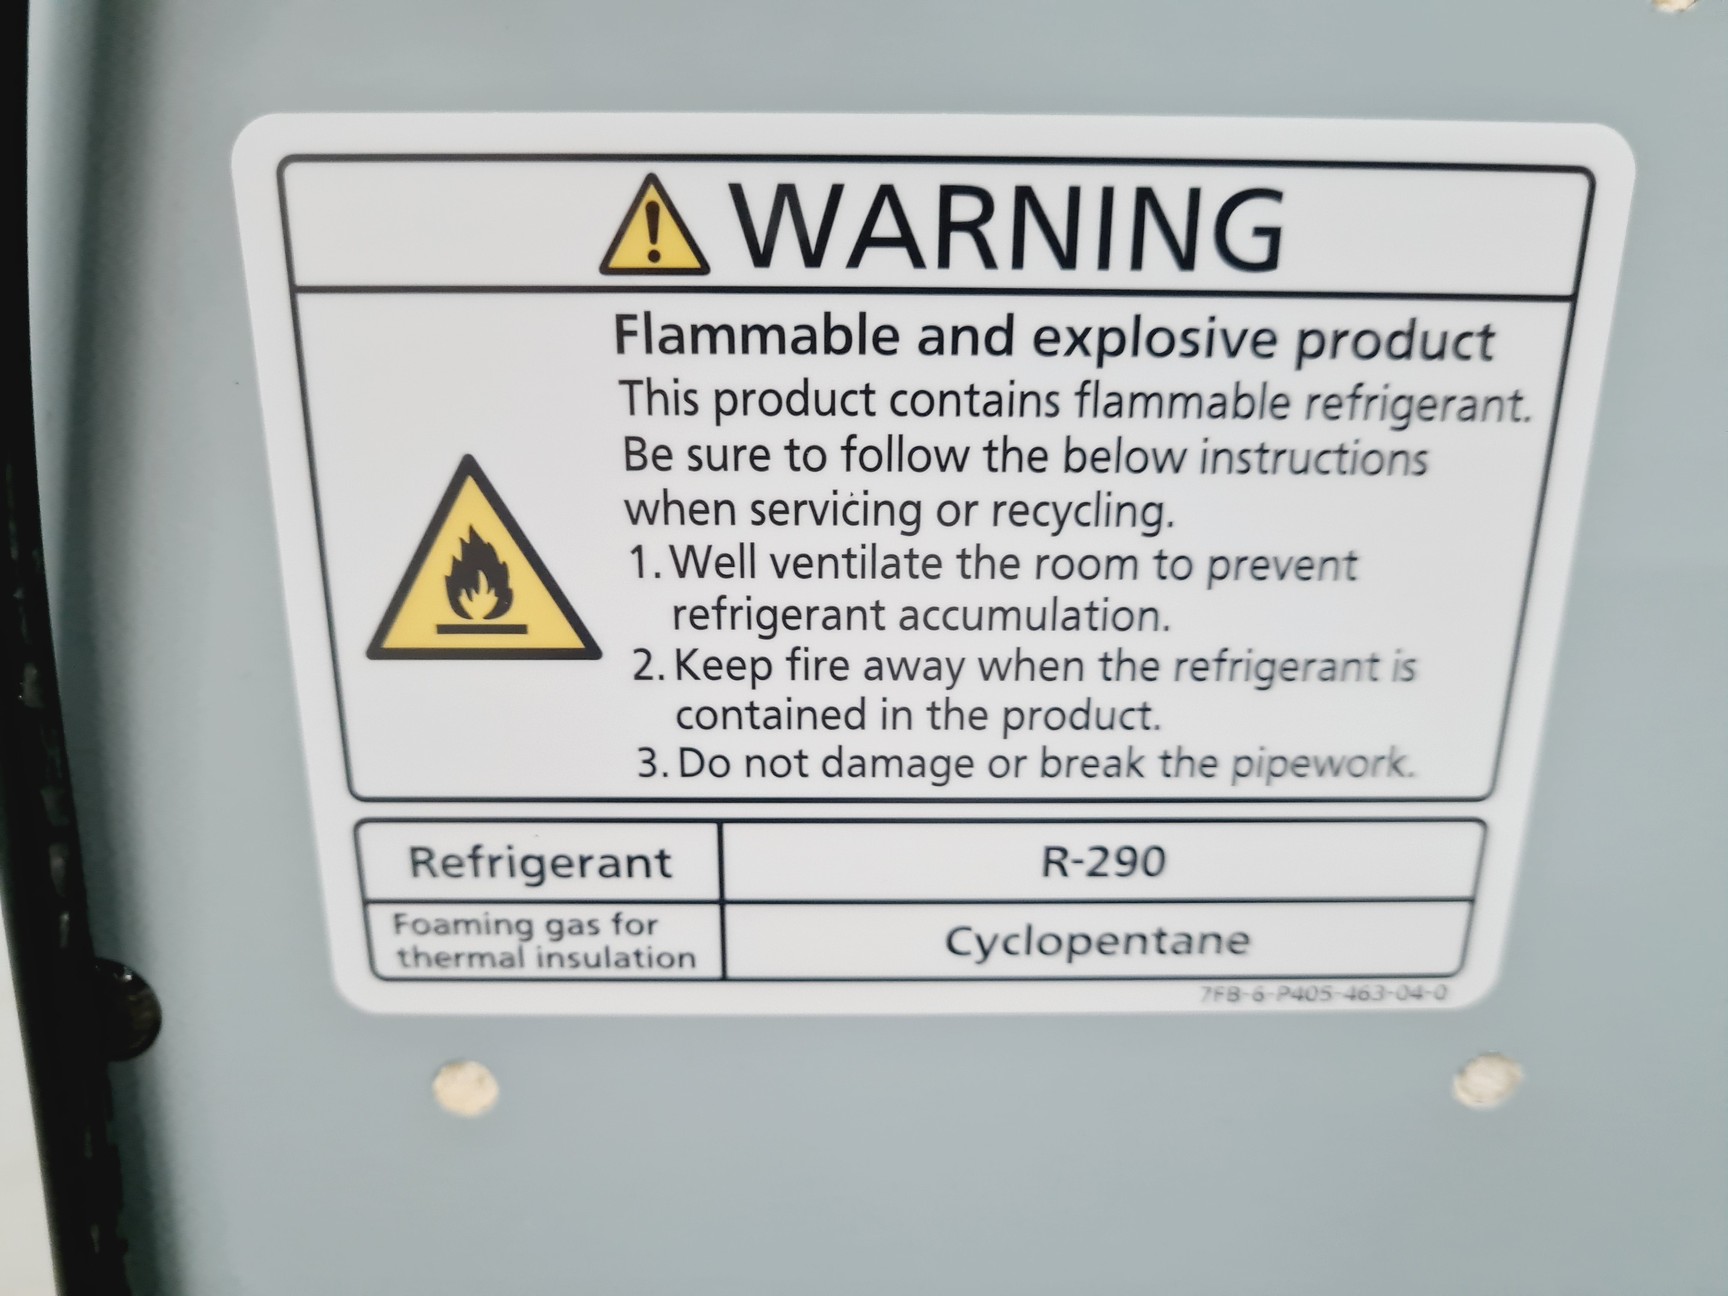 WARNING
Flammable and explosive product
This product contains flammable refrigerant.
Be sure to follow the below instructions
when servicing or recycling.
1. Well ventilate the room to prevent
refrigerant accumulation.
2. Keep fire away when the refrigerant is
contained in the product.
3. Do not damage or break the pipework.
Refrigerant R-290
Foaming gas for
thermal insulation
Cyclopentane
7FB-6-P405-463-04-0